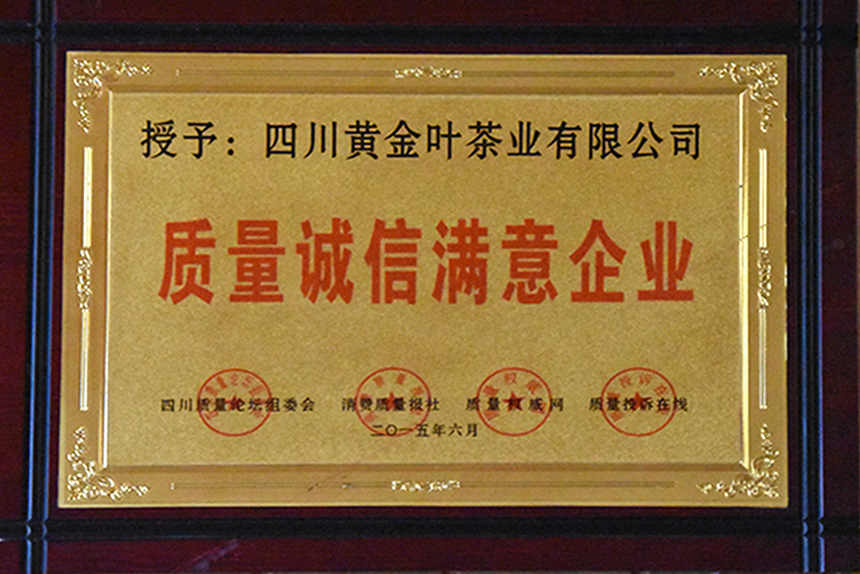 授予：四川黄金叶茶业有限公司
质量诚信满意企业
四川质量论坛组委会 消费质量报社 质量权威网 质量投诉在线
二〇一五年六月